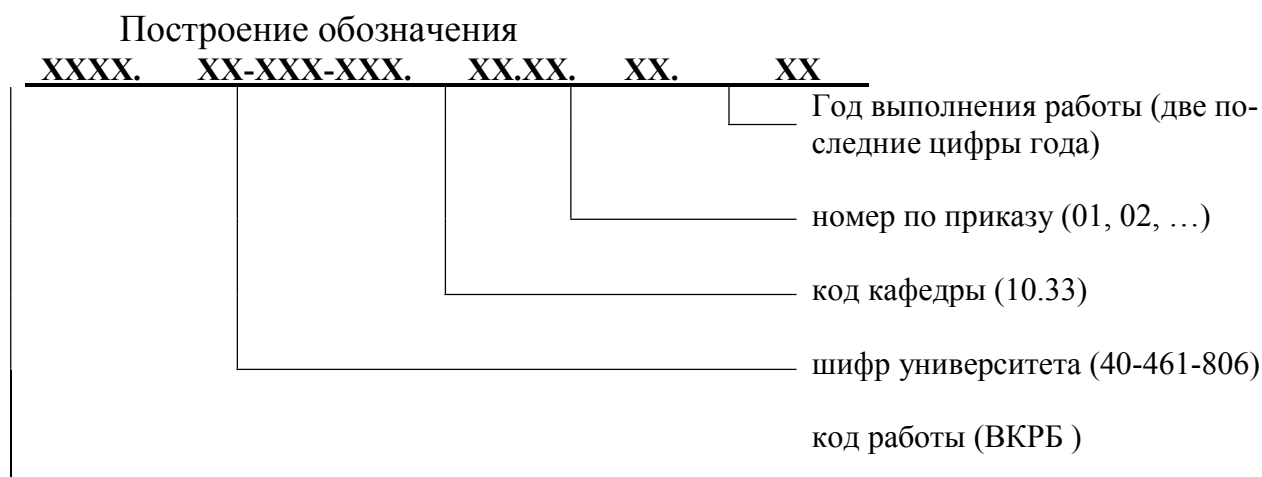 Построение обозначения
ХХХХ. ХХ-ХХХ-ХХХ. ХХ.ХХ. ХХ. ХХ
Год выполнения работы (две по-
следние цифры года)
номер по приказу (01, 02, …)
код кафедры (10.33)
шифр университета (40-461-806)
код работы (ВКРБ )